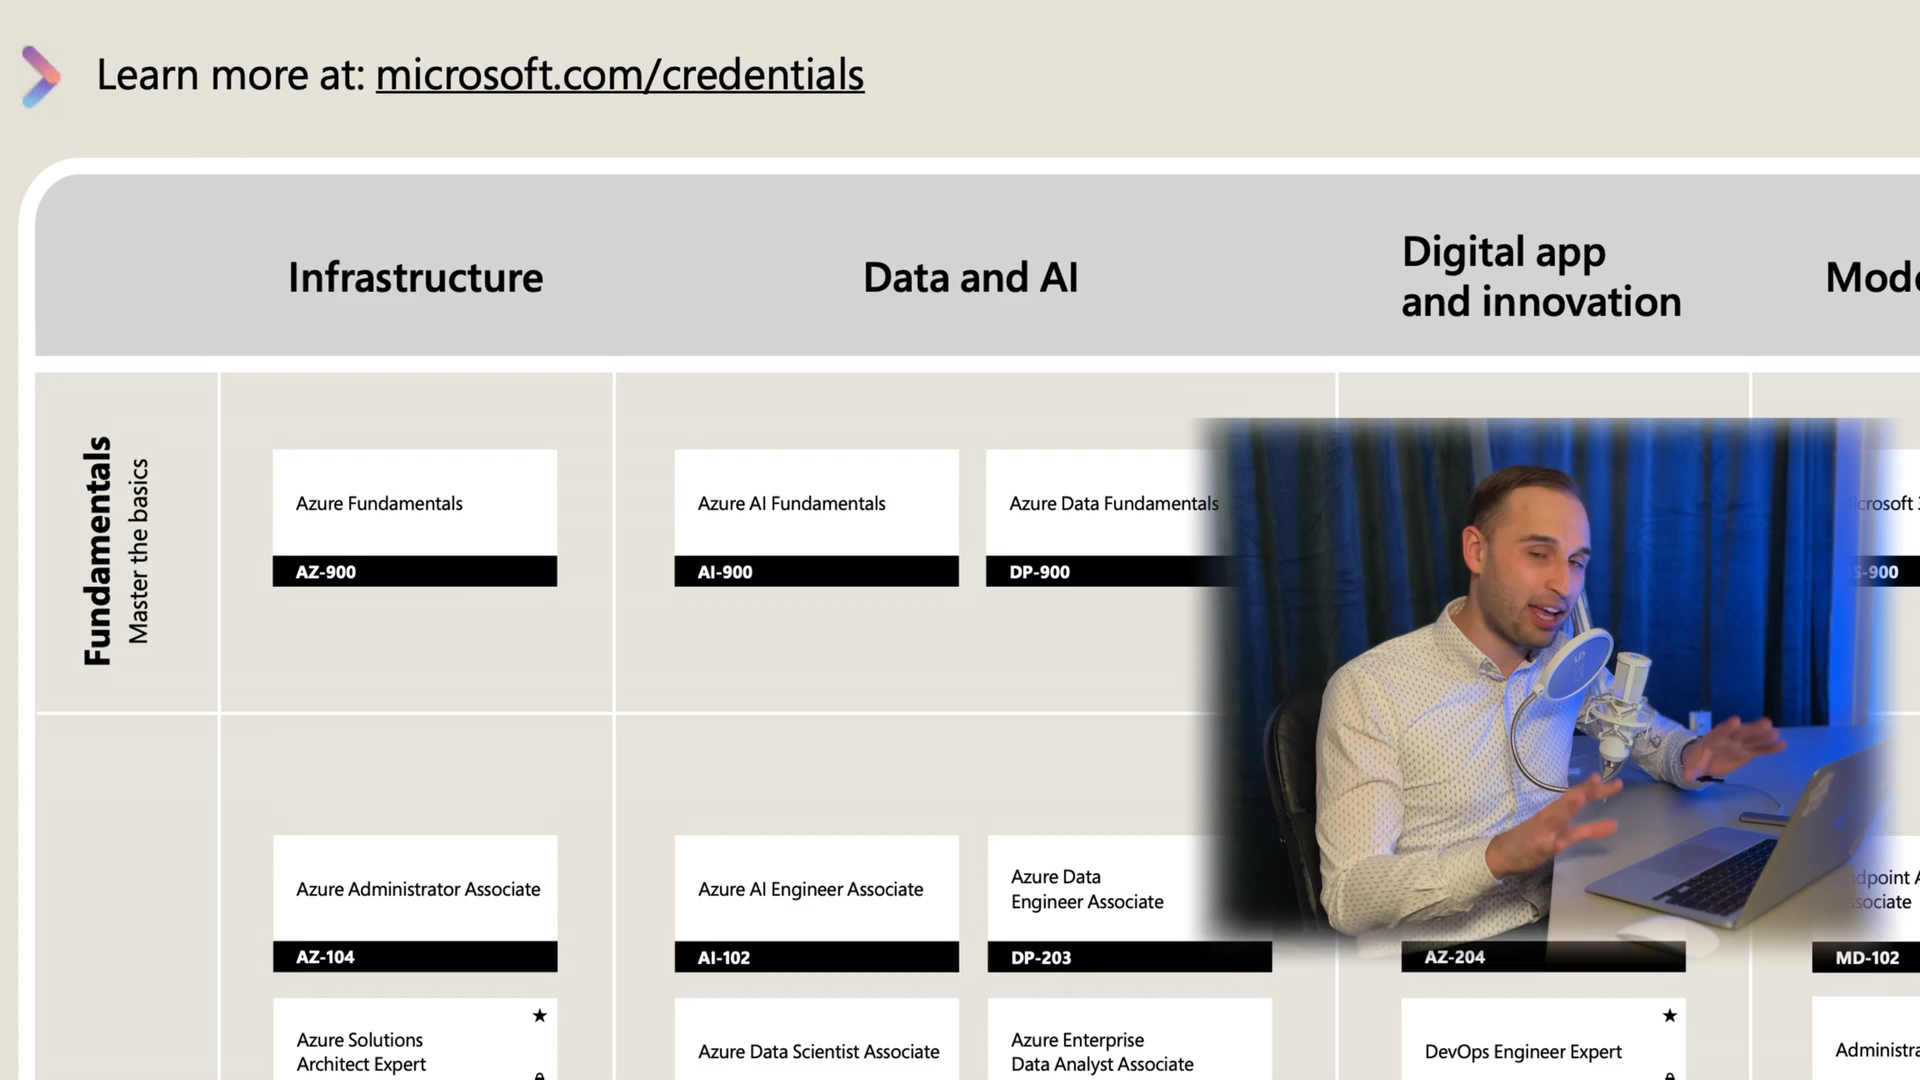 Learn more at: microsoft.com/credentials
Infrastructure
Data and AI
Digital app
and innovation
Fundamentals
Master the basics
Azure Fundamentals
AZ-900
Azure AI Fundamentals
AI-900
Azure Data Fundamentals
DP-900
Azure Administrator Associate
AZ-104
Azure AI Engineer Associate
AI-102
Azure Data
Engineer Associate
DP-203
AZ-204
MD-102
Azure Solutions
Architect Expert
Azure Data Scientist Associate
Azure Enterprise
Data Analyst Associate
DevOps Engineer Expert